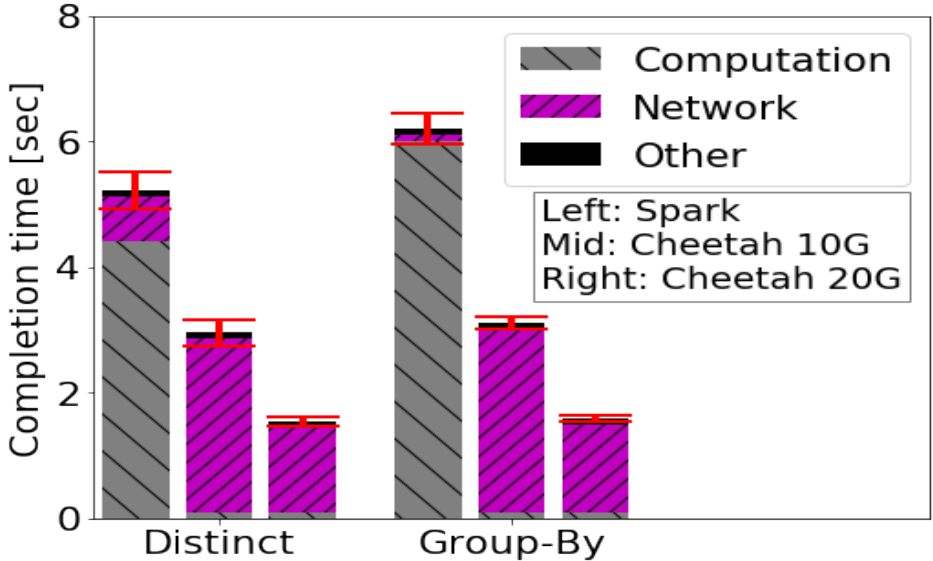 8
6
4
2
0
Completion time [sec]
Computation
Network
Other
Left: Spark
Mid: Cheetah 10G
Right: Cheetah 20G
Distinct
Group-By